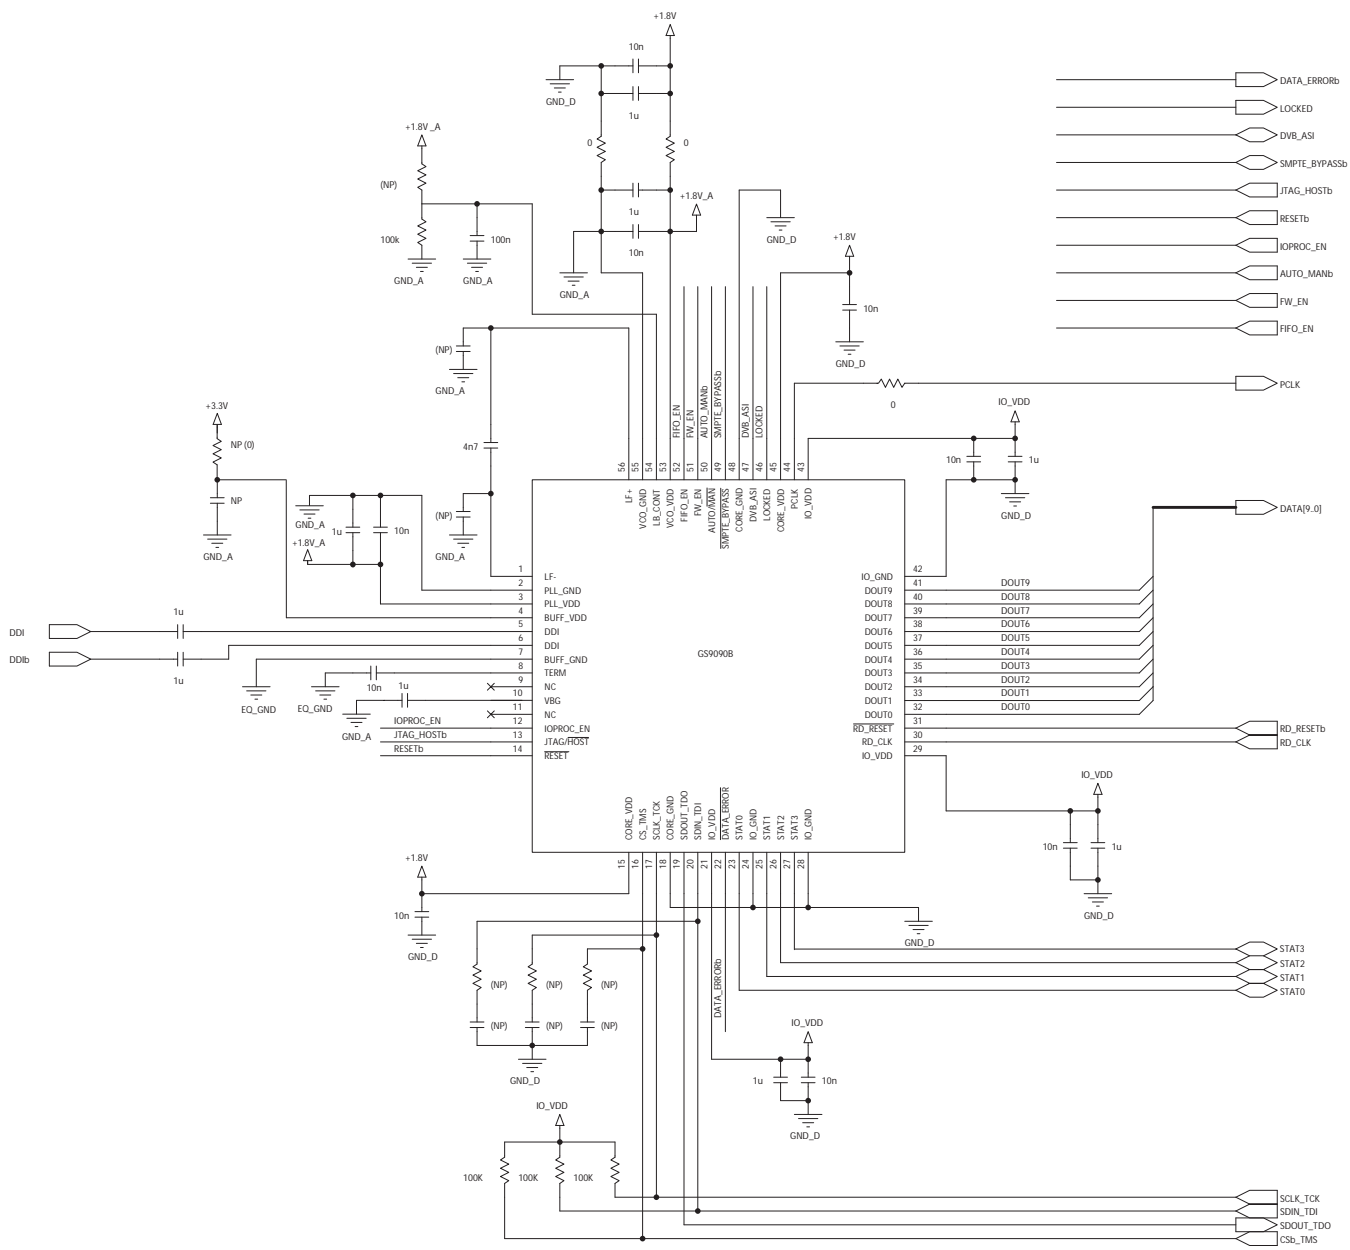 +1.8V
10n
GND_D
1u
DATA_ERRORb
LOCKED
DVB_ASI
SMPTE_BYPASSb
JTAG_HOSTb
RESETb
IOPROC_EN
AUTO_MANb
FW_EN
FIFO_EN
+1.8V_A
(NP)
0
0
1u
+1.8V_A
100k
100n
10n
GND_A
GND_A
GND_A
GND_D
+1.8V
10n
GND_D
(NP)
GND_A
4n7
(NP)
GND_A
FIFO_EN
FW_EN
AUTO_MANb
SMPTE_BYPASSb
DVB_ASI
LOCKED
0
PCLK
+3.3V
NP (0)
NP
GND_A
GND_A
1u
10n
+1.8V_A
IO_VDD
10n
1u
GND_D
DATA[9..0]
56
55
54
53
52
51
50
49
48
47
46
45
44
43
LF+
VCO_GND
LB_CONT
VCO_VDD
FIFO_EN
FW_EN
AUTO/MAN
SMPTE_BYPASS
CORE_GND
DVB_ASI
LOCKED
CORE_VDD
PCLK
IO_VDD
1
LF-
2
PLL_GND
3
PLL_VDD
4
BUFF_VDD
5
DDI
6
DDI
7
BUFF_GND
8
TERM
9
NC
10
VBG
11
NC
12
IOPROC_EN
13
JTAG/HOST
14
RESET
GS9090B
IO_GND
42
DOUT9
41
DOUT9
DOUT8
40
DOUT8
DOUT7
39
DOUT7
DOUT6
38
DOUT6
DOUT5
37
DOUT5
DOUT4
36
DOUT4
DOUT3
35
DOUT3
DOUT2
34
DOUT2
DOUT1
33
DOUT1
DOUT0
32
DOUT0
RD_RESET
31
RD_RESETb
RD_CLK
30
RD_CLK
IO_VDD
29
DDI
1u
DDIb
1u
EQ_GND
EQ_GND
10n
1u
GND_A
IOPROC_EN
JTAG_HOSTb
RESETb
CORE_VDD
CS_TMS
SCLK_TCK
CORE_GND
SDOUT_TDO
SDIN_TDI
IO_VDD
DATA_ERROR
STAT0
IO_GND
STAT1
STAT2
STAT3
IO_GND
15
16
17
18
19
20
21
22
23
24
25
26
27
28
IO_VDD
10n
1u
GND_D
+1.8V
10n
GND_D
GND_D
STAT3
STAT2
STAT1
STAT0
(NP)
(NP)
(NP)
(NP)
(NP)
(NP)
GND_D
DATA_ERRORb
IO_VDD
1u
10n
GND_D
IO_VDD
100K
100K
100K
SCLK_TCK
SDIN_TDI
SDOUT_TDO
CSb_TMS